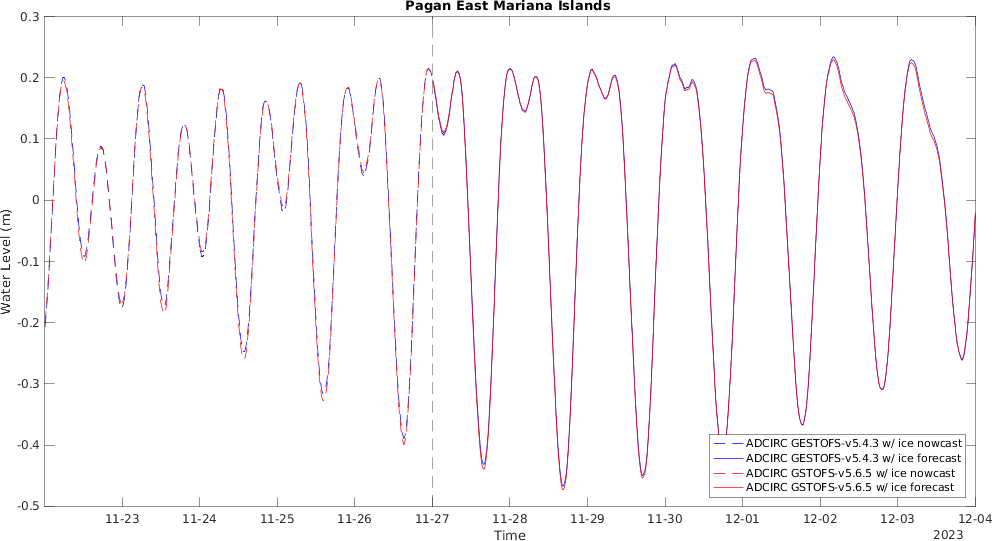 Pagan East Mariana Islands
0.3
0.2
0.1
0
-0.1
-0.2
-0.3
-0.4
-0.5
Water Level (m)
ADCIRC GESTOFS-v5.4.3 w/ ice nowcast
ADCIRC GESTOFS-v5.4.3 w/ ice forecast
ADCIRC GSTOFS-v5.6.5 w/ ice nowcast
ADCIRC GSTOFS-v5.6.5 w/ ice forecast
11-23 11-24 11-25 11-26 11-27 11-28 11-29 11-30 12-01 12-02 12-03 12-04
Time
2023